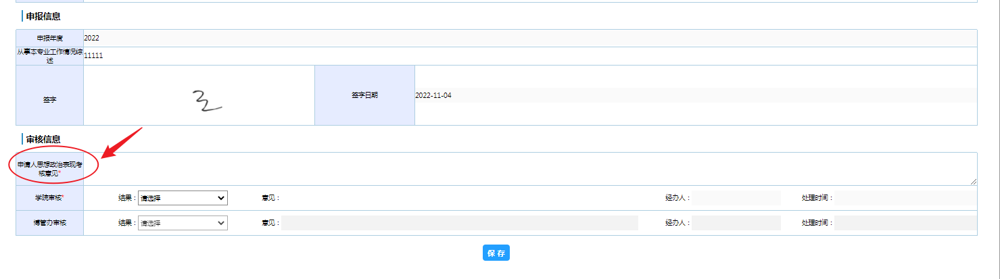 申报信息
申报年度 2022
从事本专业工作情况综
述 11111
签字 签字日期 2022-11-04
审核信息
申请人思想政治表现考
核意见*
学院审核* 结果: 请选择 意见: 经办人: 处理时间:
博管办审核 结果: 请选择 意见: 经办人: 处理时间:
保 存